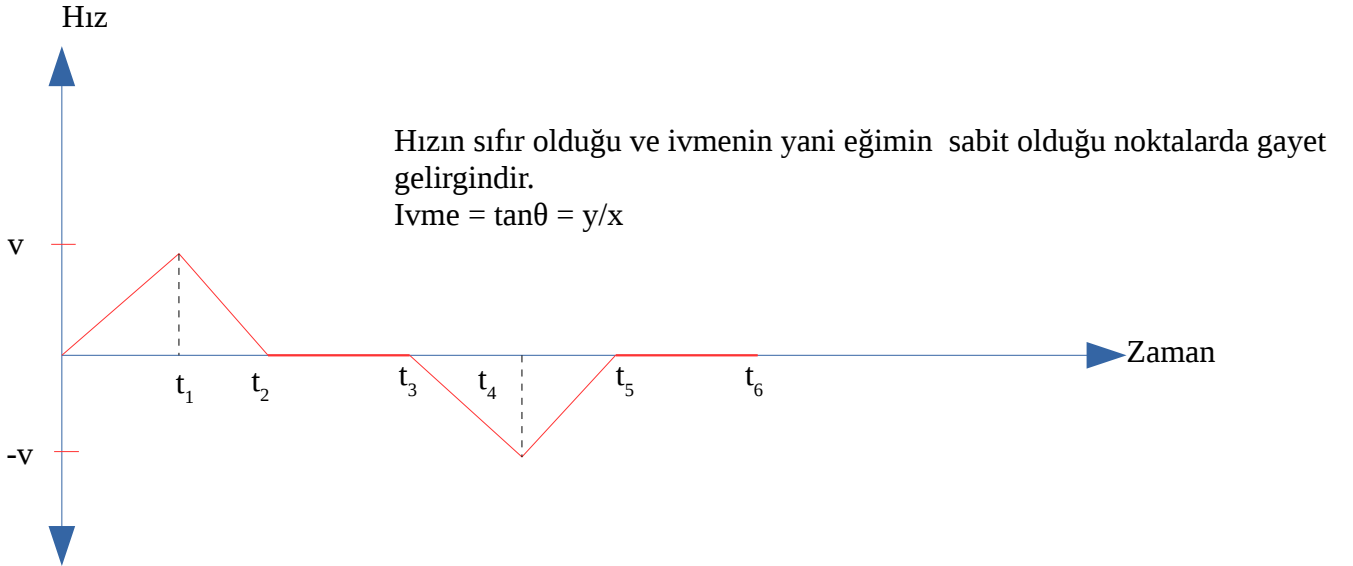 Hız
Hızın sıfır olduğu ve ivmenin yani eğimin  sabit olduğu noktalarda gayet
gelirgindir.
Ivme = tanθ = y/x
v
Zaman
t1
t2
t3
t4
t5
t6
-v